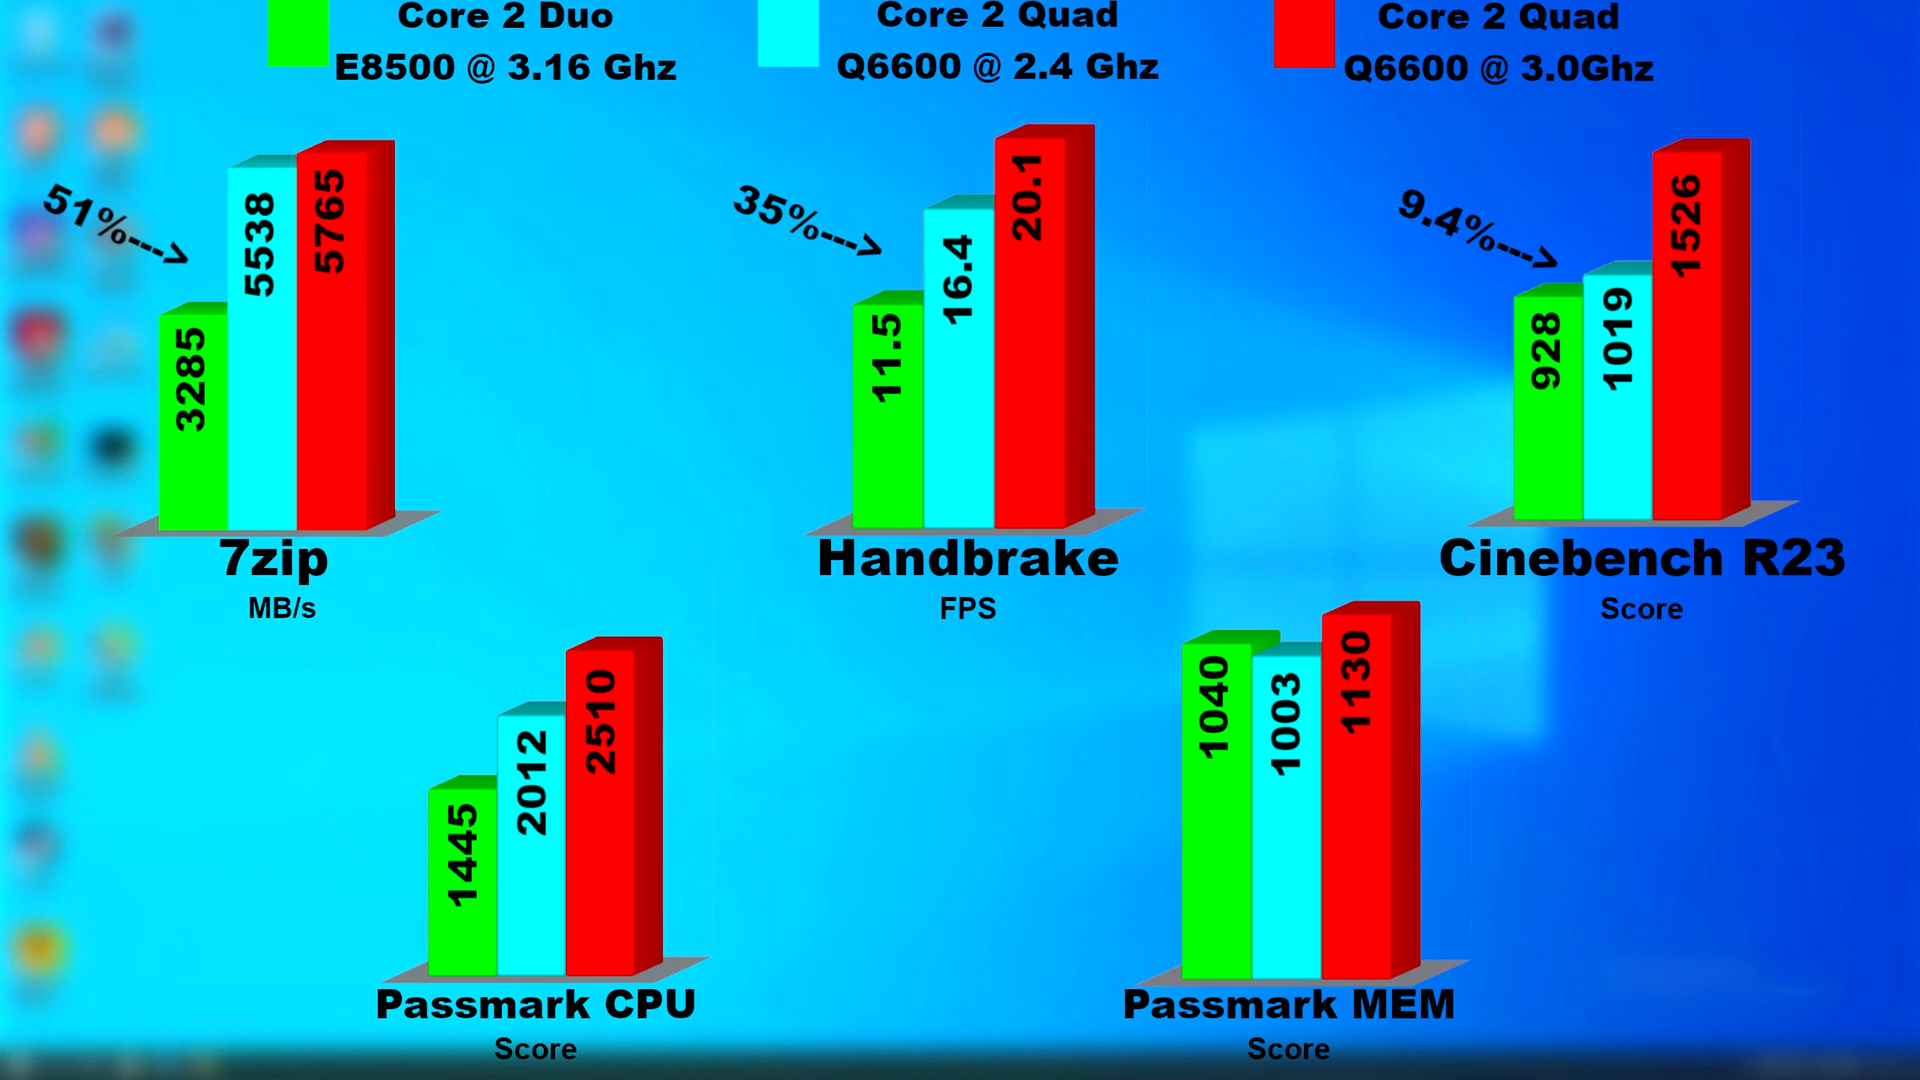 Core 2 Duo
E8500 @ 3.16 Ghz
Core 2 Quad
Q6600 @ 2.4 Ghz
Core 2 Quad
Q6600 @ 3.0Ghz
51%--->
3285
5538
5765
7zip
MB/s
35%--->
11.5
16.4
20.1
Handbrake
FPS
9.4%--->
928
1019
1526
Cinebench R23
Score
1445
2012
2510
Passmark CPU
Score
1040
1003
1130
Passmark MEM
Score